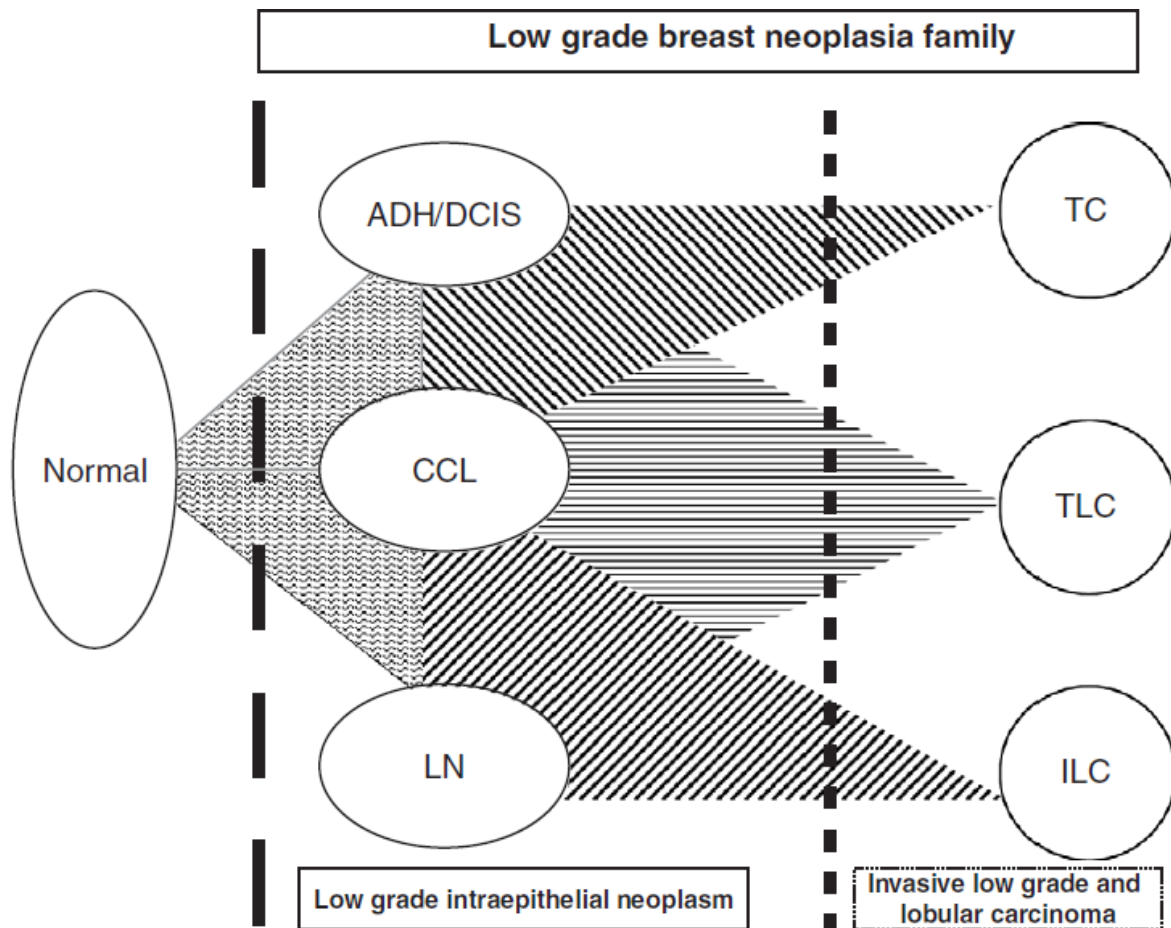 Low grade breast neoplasia family
ADH/DCIS
TC
Normal
CCL
TLC
LN
ILC
Low grade intraepithelial neoplasm
Invasive low grade and
lobular carcinoma